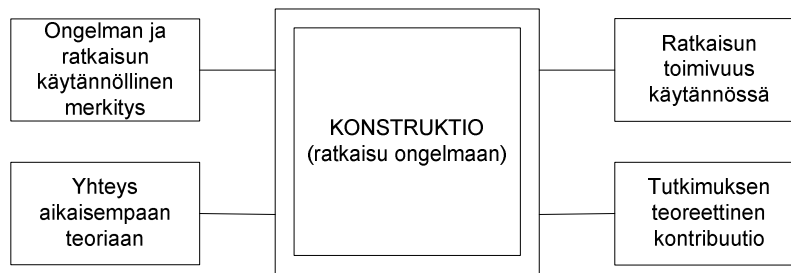 Ongelman ja
ratkaisun
käytännöllinen
merkitys
Yhteys
aikaisempaan
teoriaan
KONSTRUKTIO
(ratkaisu ongelmaan)
Ratkaisun
toimivuus
käytännössä
Tutkimuksen
teoreettinen
kontribuutio